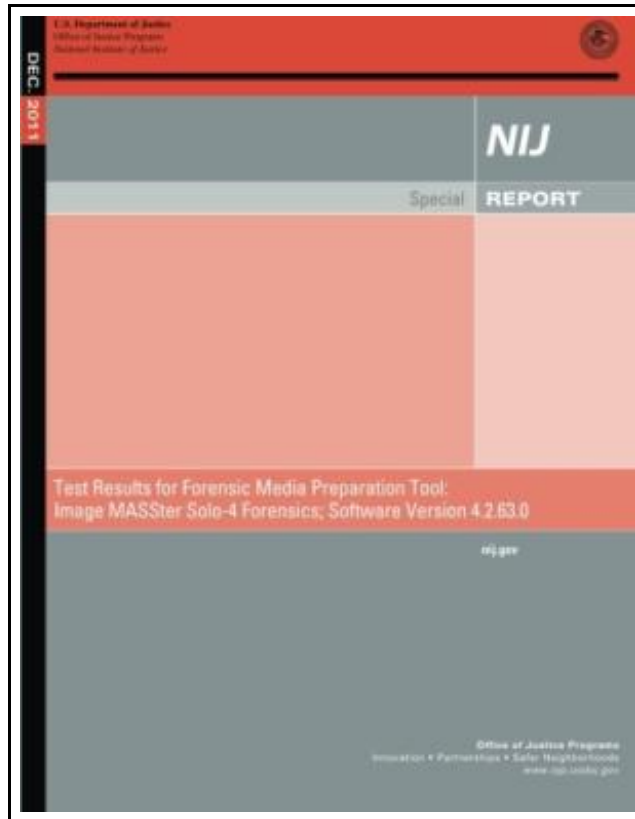 U.S. Department of Justice
Office of Justice Programs
National Institute of Justice
DEC. 2011
NIJ
Special REPORT
Test Results for Forensic Media Preparation Tool:
Image MASSter Solo-4 Forensics; Software Version 4.2.63.0
nij.gov
Office of Justice Programs
Innovation • Partnerships • Safer Neighborhoods
www.ojp.usdoj.gov